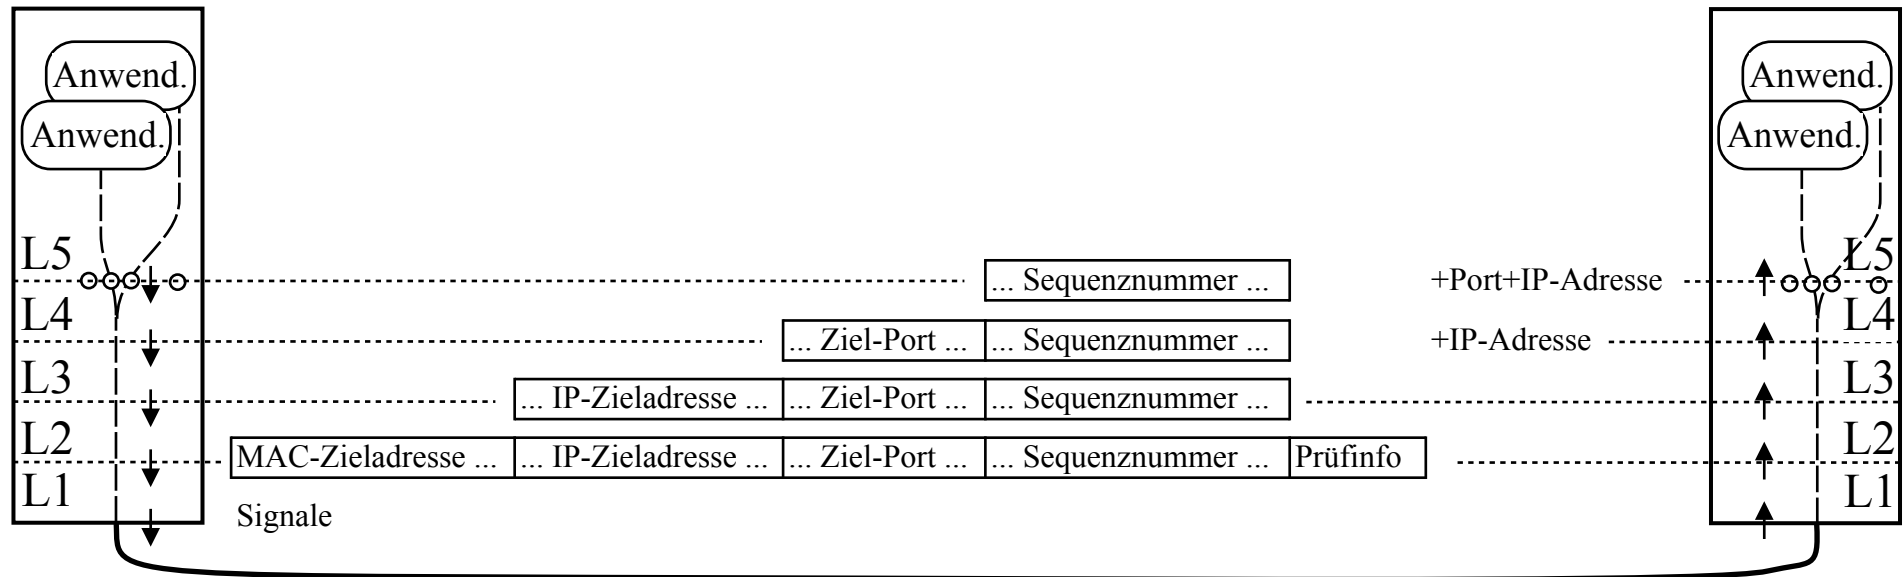 Anwend. Anwend.
Anwend. Anwend.
L5 L5
... Sequenznummer ... +Port+IP-Adresse
L4 L4
... Ziel-Port ... ... Sequenznummer ... +IP-Adresse
L3 L3
... IP-Zieladresse ... ... Ziel-Port ... ... Sequenznummer ...
L2 L2
MAC-Zieladresse ... ... IP-Zieladresse ... ... Ziel-Port ... ... Sequenznummer ... Prüfinfo
L1 L1
Signale